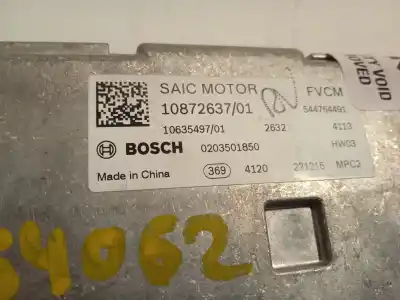 SAIC MOTOR FVCM
10872637/01 544764491
10635497/01 2632 4113
BOSCH 0203501850 HW03
Made in China 369 4120 231215 MPC2
VOID
54062